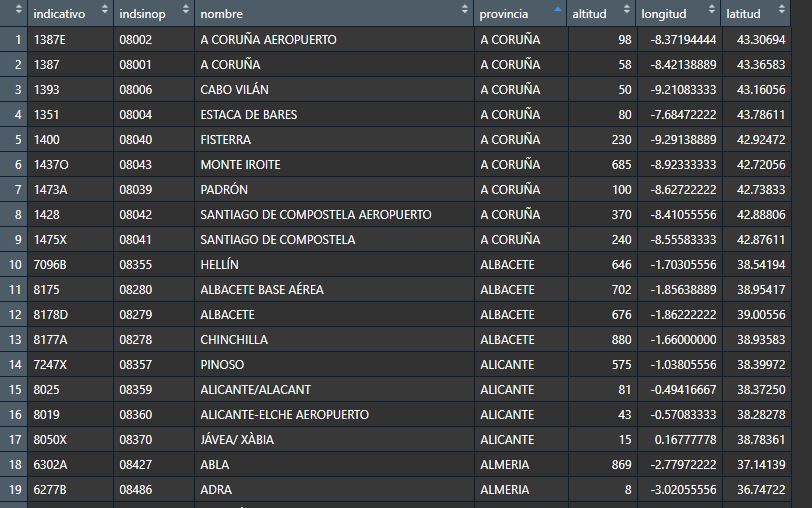 indicativo indsinop nombre provincia altitud longitud latitud
1 1387E 08002 A CORUÑA AEROPUERTO A CORUÑA 98 -8.37194444 43.30694
2 1387 08001 A CORUÑA A CORUÑA 58 -8.42138889 43.36583
3 1393 08006 CABO VILÁN A CORUÑA 50 -9.21083333 43.16056
4 1351 08004 ESTACA DE BARES A CORUÑA 80 -7.68472222 43.78611
5 1400 08040 FISTERRA A CORUÑA 230 -9.29138889 42.92472
6 1437O 08043 MONTE IROITE A CORUÑA 685 -8.92333333 42.72056
7 1473A 08039 PADRÓN A CORUÑA 100 -8.62722222 42.73833
8 1428 08042 SANTIAGO DE COMPOSTELA AEROPUERTO A CORUÑA 370 -8.41055556 42.88806
9 1475X 08041 SANTIAGO DE COMPOSTELA A CORUÑA 240 -8.55583333 42.87611
10 7096B 08355 HELLÍN ALBACETE 646 -1.70305556 38.54194
11 8175 08280 ALBACETE BASE AÉREA ALBACETE 702 -1.85638889 38.95417
12 8178D 08279 ALBACETE ALBACETE 676 -1.86222222 39.00556
13 8177A 08278 CHINCHILLA ALBACETE 880 -1.66000000 38.93583
14 7247X 08357 PINOSO ALICANTE 575 -1.03805556 38.39972
15 8025 08359 ALICANTE/ALACANT ALICANTE 81 -0.49416667 38.37250
16 8019 08360 ALICANTE-ELCHE AEROPUERTO ALICANTE 43 -0.57083333 38.28278
17 8050X 08370 JÁVEA/ XÀBIA ALICANTE 15 0.16777778 38.78361
18 6302A 08427 ABLA ALMERIA 869 -2.77972222 37.14139
19 6277B 08486 ADRA ALMERIA 8 -3.02055556 36.74722